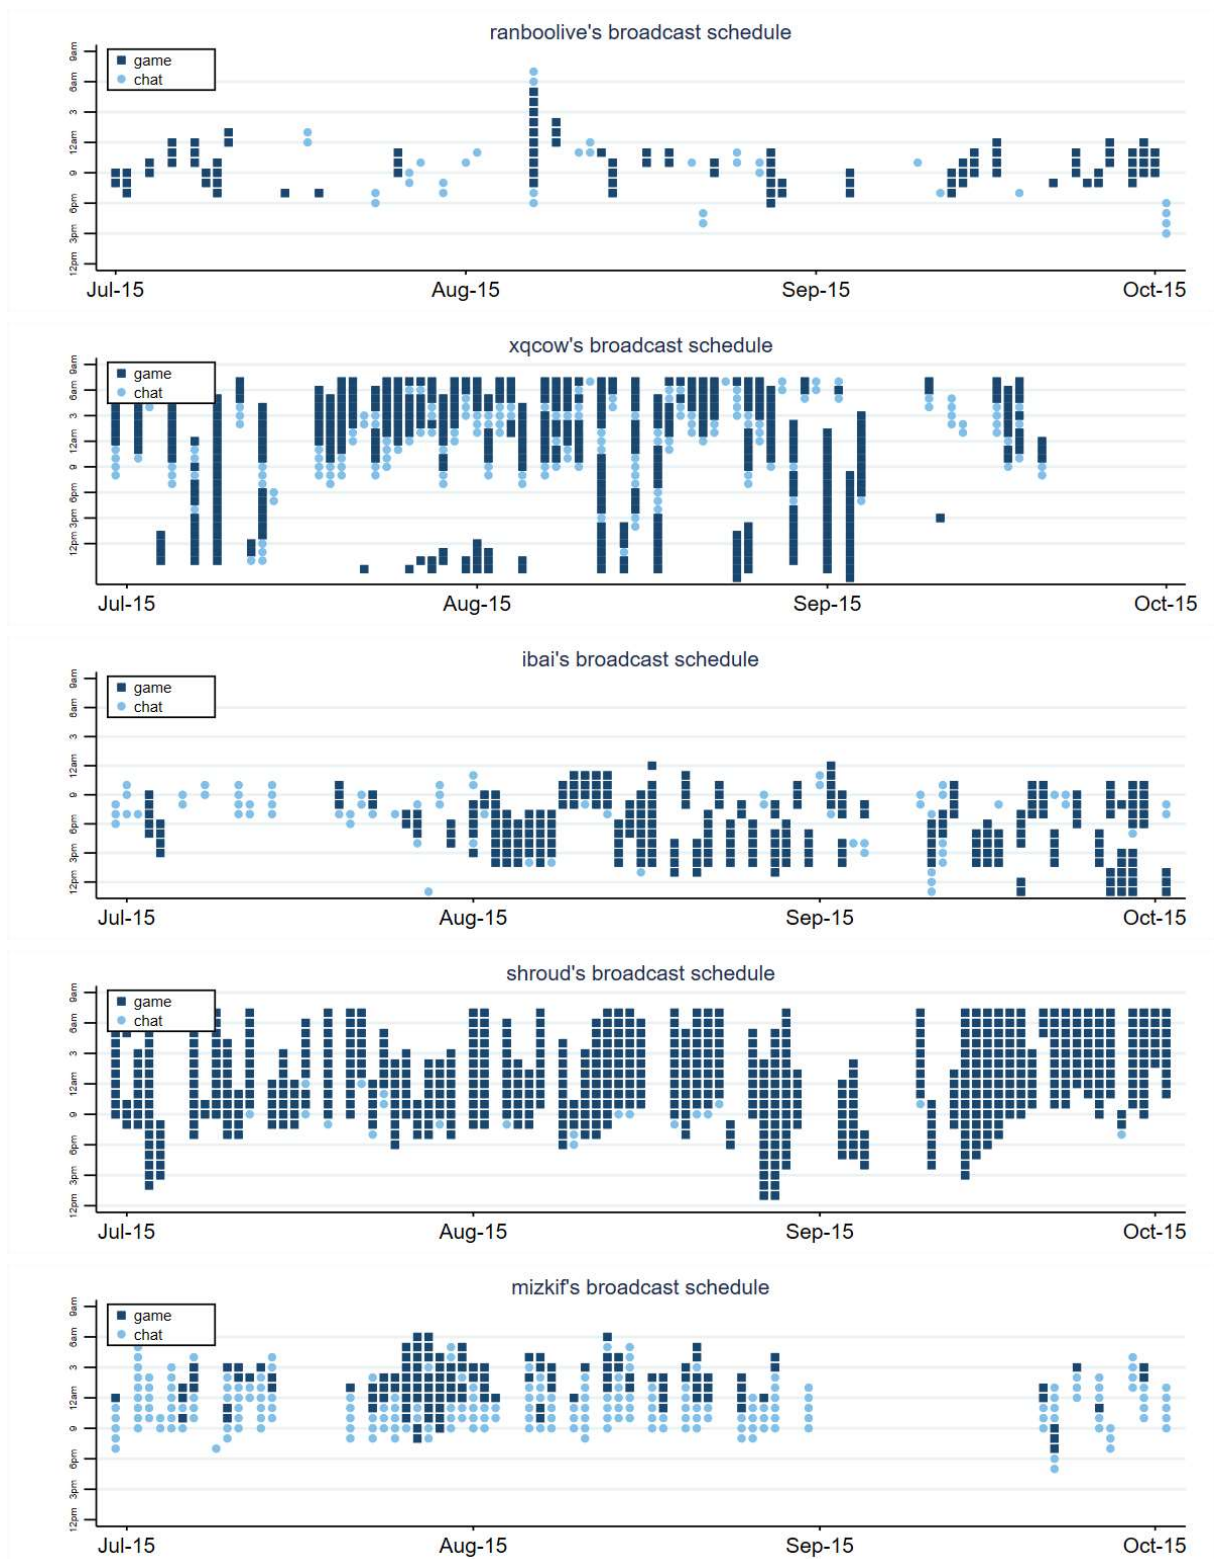 ranboolive's broadcast schedule
game
chat
9am
6am
3
12am
9
6pm
3pm
12pm
Jul-15 Aug-15 Sep-15 Oct-15
xqcow's broadcast schedule
game
chat
9am
6am
3
12am
9
6pm
3pm
12pm
Jul-15 Aug-15 Sep-15 Oct-15
ibai's broadcast schedule
game
chat
9am
6am
3
12am
9
6pm
3pm
12pm
Jul-15 Aug-15 Sep-15 Oct-15
shroud's broadcast schedule
game
chat
9am
6am
3
12am
9
6pm
3pm
12pm
Jul-15 Aug-15 Sep-15 Oct-15
mizkif's broadcast schedule
game
chat
9am
6am
3
12am
9
6pm
3pm
12pm
Jul-15 Aug-15 Sep-15 Oct-15